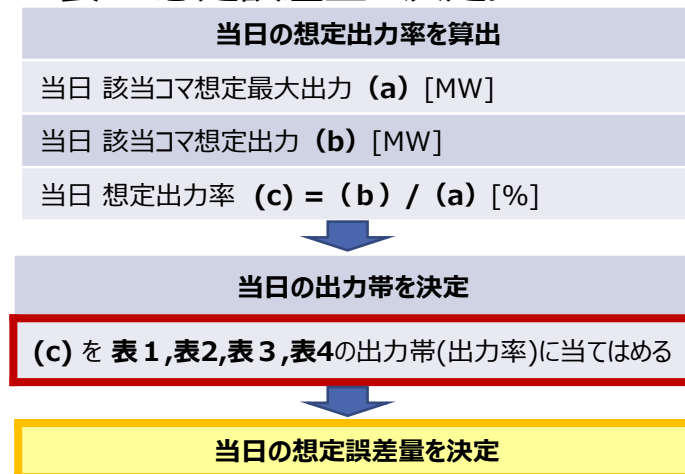 当日の想定出力率を算出
当日 該当コマ想定最大出力 (a) [MW]
当日 該当コマ想定出力 (b) [MW]
当日 想定出力率 (c) = (ｂ) / (a) [%]
当日の出力帯を決定
(c) を 表１,表2,表３,表4の出力帯(出力率)に当てはめる
当日の想定誤差量を決定